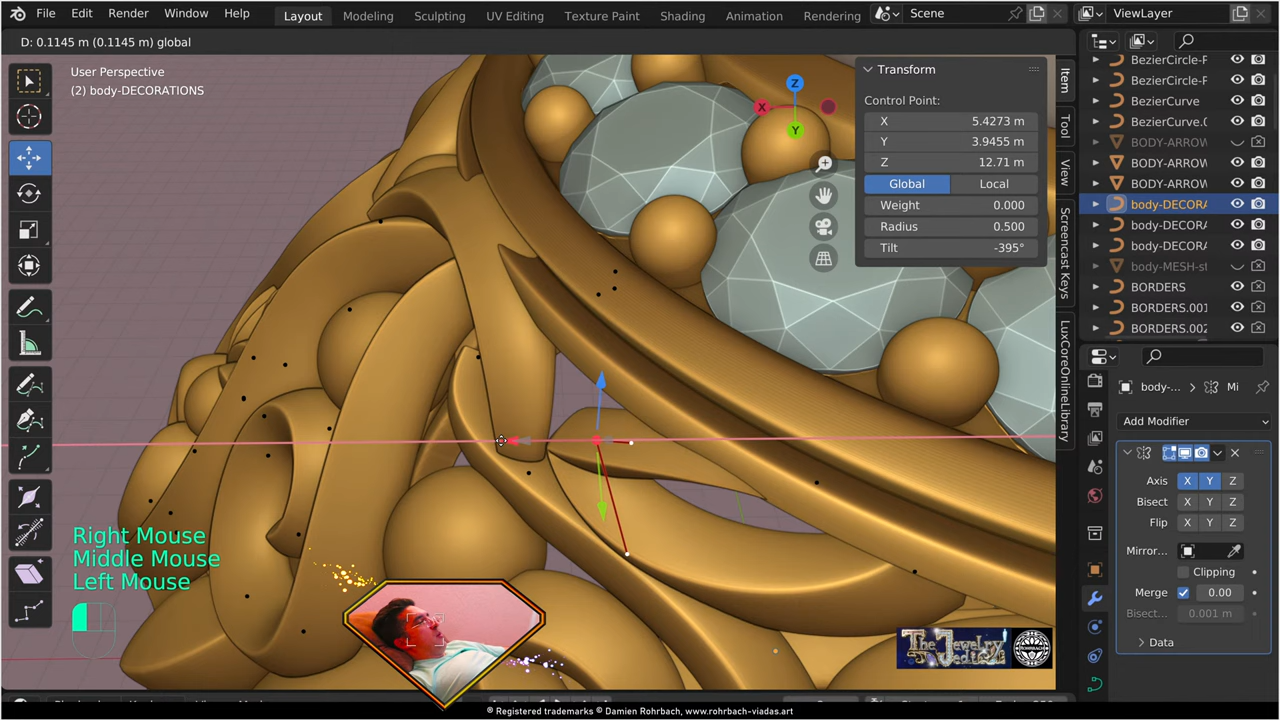 File Edit Render Window Help Layout Modeling Sculpting UV Editing Texture Paint Shading Animation Rendering Scene ViewLayer
D: 0.1145 m (0.1145 m) global
User Perspective
(2) body-DECORATIONS
Transform
Control Point:
X 5.4273 m
Y 3.9455 m
Z 12.71 m
Global Local
Weight 0.000
Radius 0.500
Tilt -395°
Z
X
Y
Item
Tool
View
Screencast Keys
LuxCoreOnlineLibrary
BezierCircle-F
BezierCircle-F
BezierCurve
BezierCurve.0
BODY-ARROW
BODY-ARROW
BODY-ARROW
body-DECORA
body-DECORA
body-DECORA
body-MESH-st
BORDERS
BORDERS.001
BORDERS.002
body-... > Mi
Add Modifier
Axis X Y Z
Bisect X Y Z
Flip X Y Z
Mirror...
Clipping
Merge 0.00
Bisect... 0.001 m
Data
Right Mouse
Middle Mouse
Left Mouse
® Registered trademarks © Damien Rohrbach, www.rohrbach-viadas.art